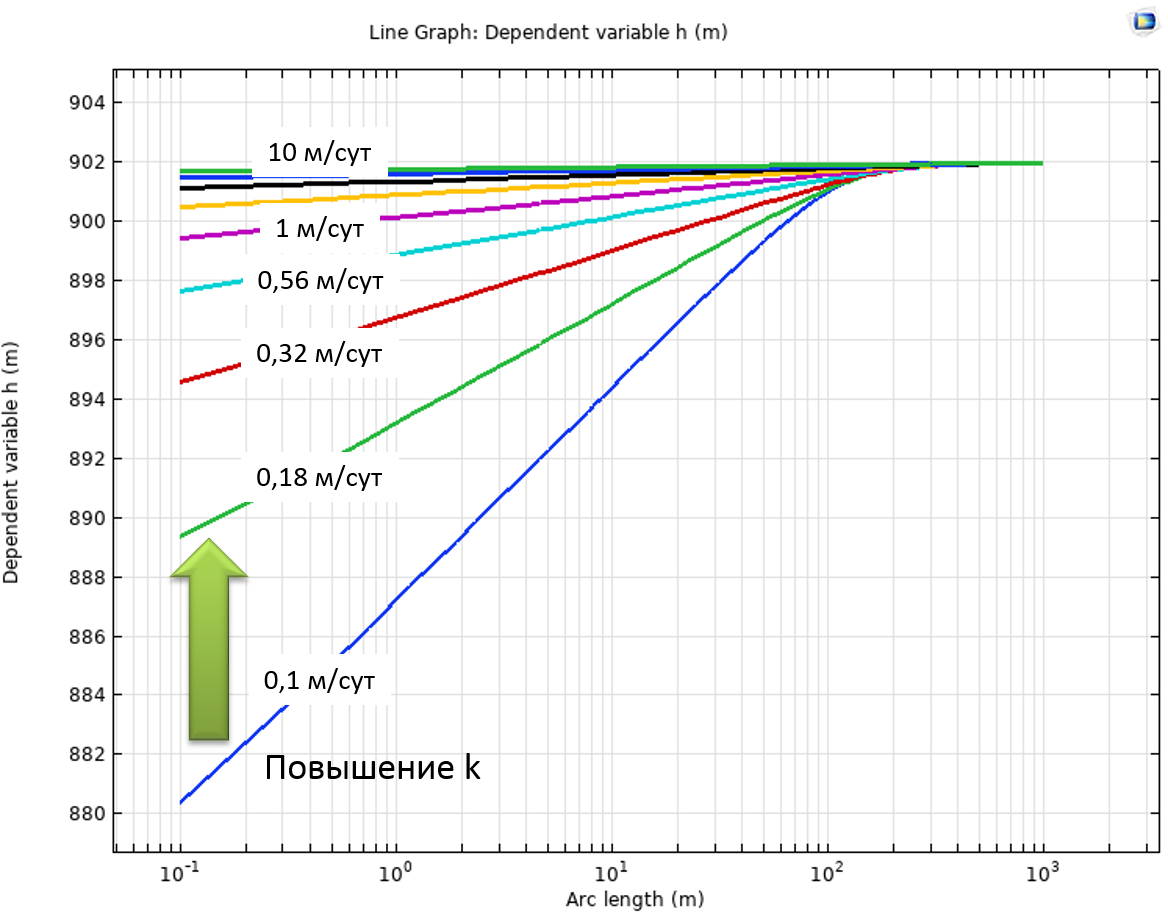 Line Graph: Dependent variable h (m)
Dependent variable h (m)
904
902
900
898
896
894
892
890
888
886
884
882
880
10 м/сут
1 м/сут
0,56 м/сут
0,32 м/сут
0,18 м/сут
0,1 м/сут
Повышение k
10⁻¹ 10⁰ 10¹ 10² 10³
Arc length (m)